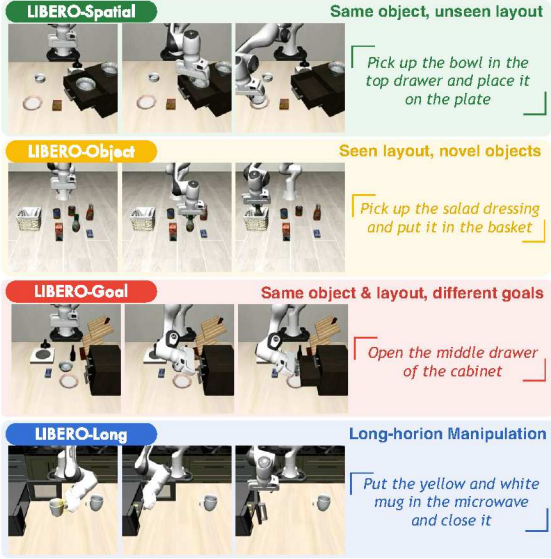 LIBERO-Spatial
Same object, unseen layout
Pick up the bowl in the
top drawer and place it
on the plate
LIBERO-Object
Seen layout, novel objects
Pick up the salad dressing
and put it in the basket
LIBERO-Goal
Same object & layout, different goals
Open the middle drawer
of the cabinet
LIBERO-Long
Long-horion Manipulation
Put the yellow and white
mug in the microwave
and close it